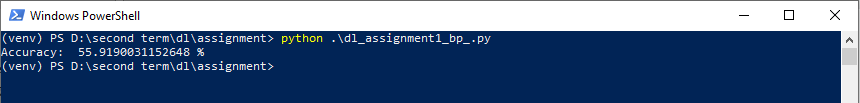 Windows PowerShell
(venv) PS D:\second term\dl\assignment> python .\dl_assignment1_bp_.py
Accuracy:  55.9190031152648 %
(venv) PS D:\second term\dl\assignment>